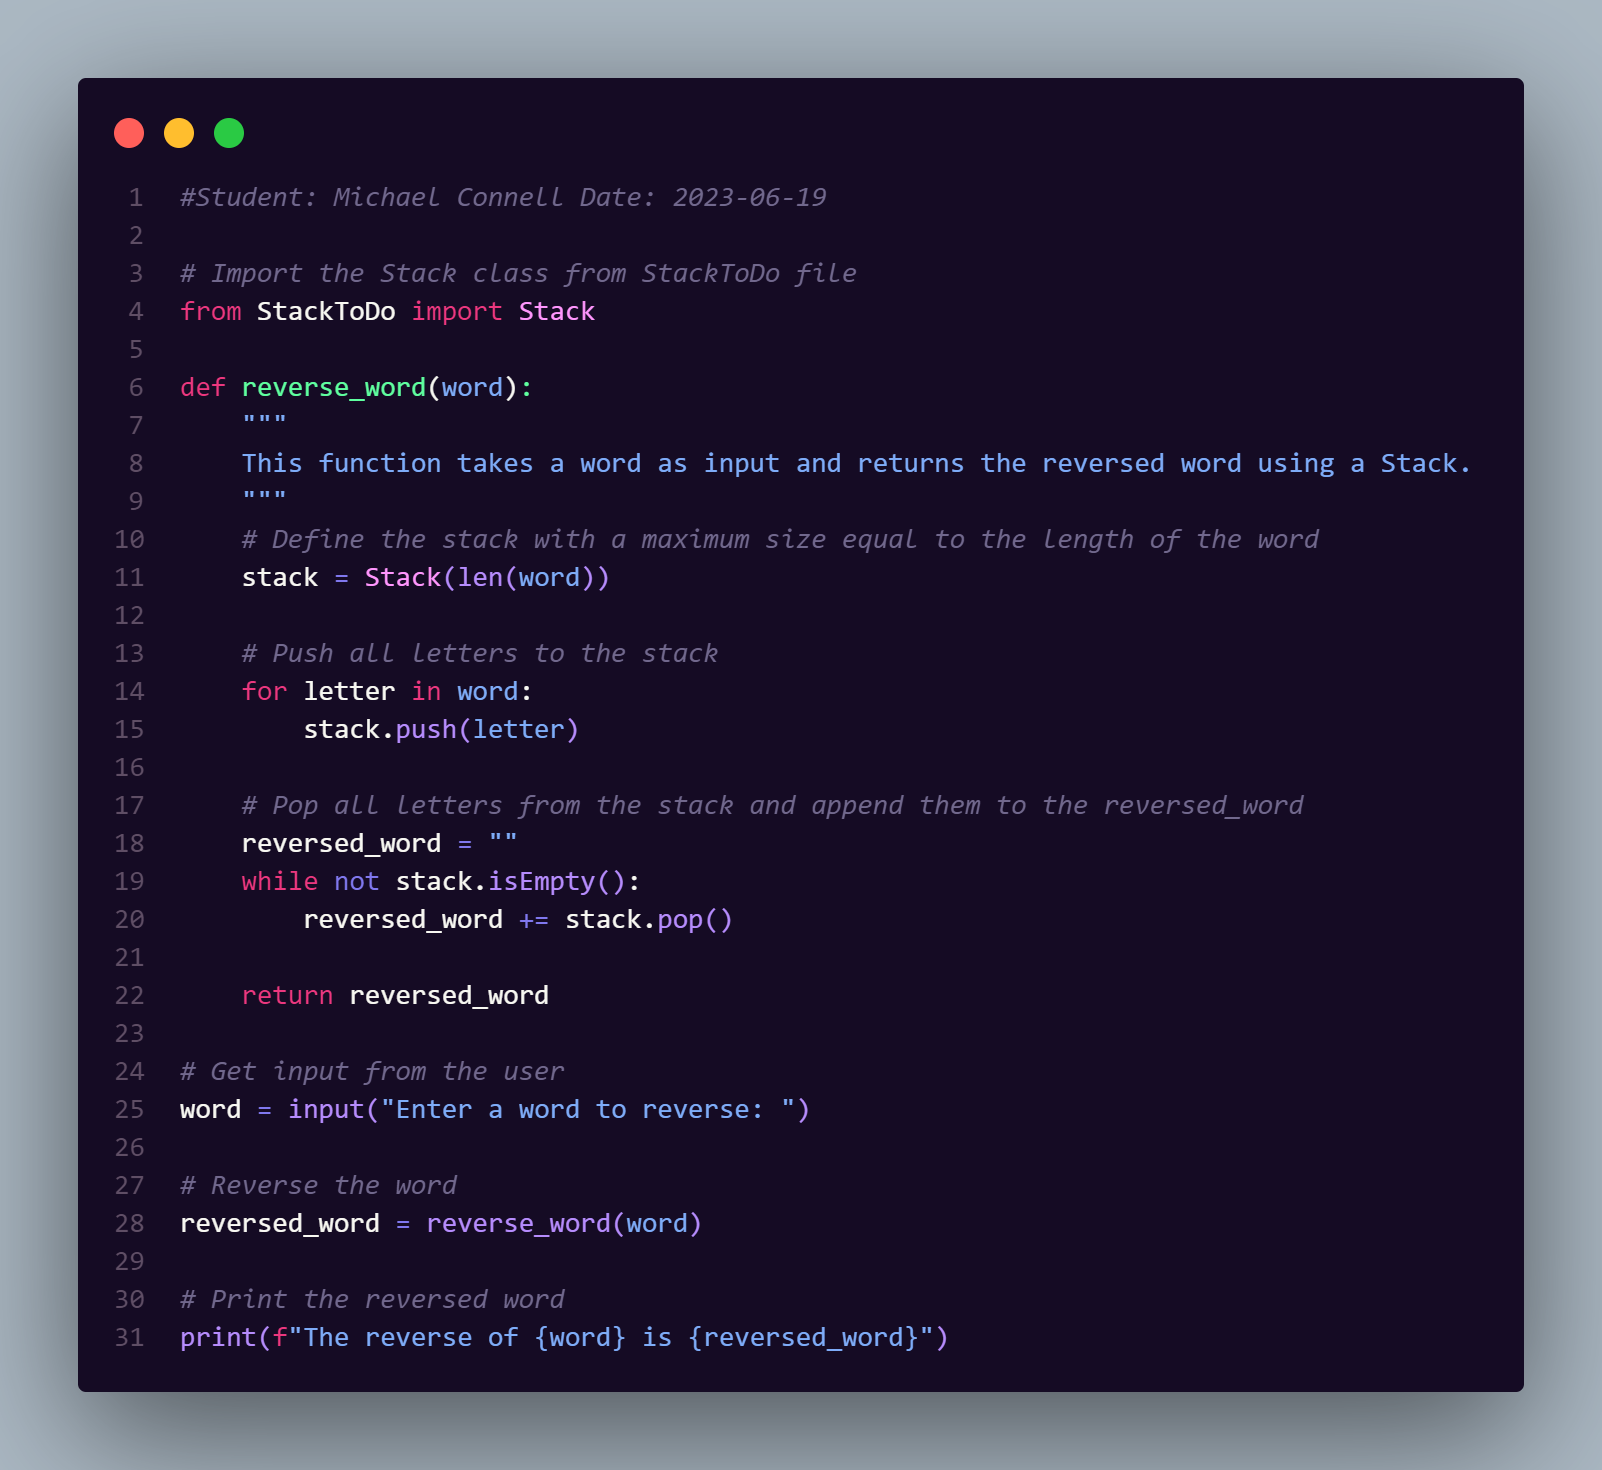 1 #Student: Michael Connell Date: 2023-06-19
2
3 # Import the Stack class from StackToDo file
4 from StackToDo import Stack
5
6 def reverse_word(word):
7     """
8     This function takes a word as input and returns the reversed word using a Stack.
9     """
10     # Define the stack with a maximum size equal to the length of the word
11     stack = Stack(len(word))
12
13     # Push all letters to the stack
14     for letter in word:
15         stack.push(letter)
16
17     # Pop all letters from the stack and append them to the reversed_word
18     reversed_word = ""
19     while not stack.isEmpty():
20         reversed_word += stack.pop()
21
22     return reversed_word
23
24 # Get input from the user
25 word = input("Enter a word to reverse: ")
26
27 # Reverse the word
28 reversed_word = reverse_word(word)
29
30 # Print the reversed word
31 print(f"The reverse of {word} is {reversed_word}")